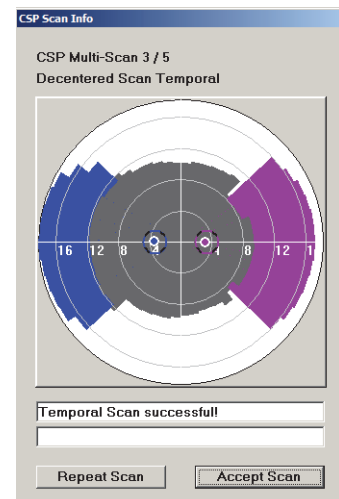 CSP Scan Info
CSP Multi-Scan 3 / 5
Decentered Scan Temporal
16 12 8 4 4 8 12 1
Temporal Scan successful!
Repeat Scan Accept Scan